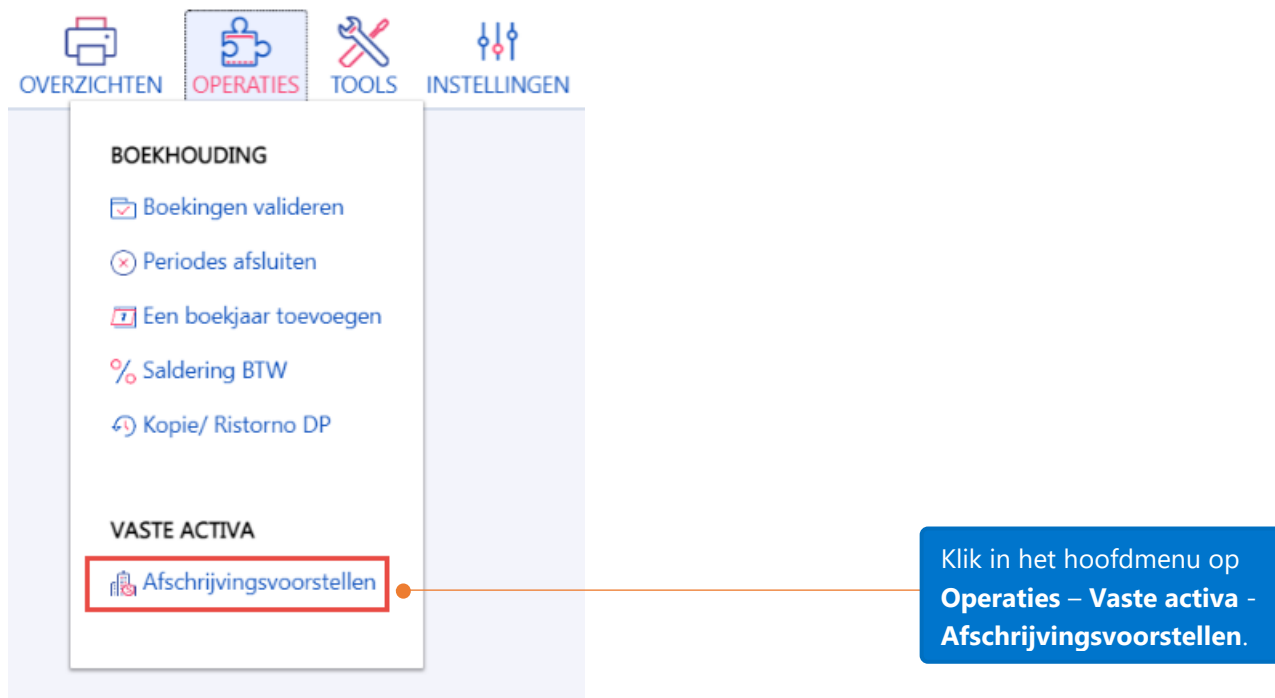 OVERZICHTEN OPERATIES TOOLS INSTELLINGEN
BOEKHOUDING
Boekingen valideren
Periodes afsluiten
Een boekjaar toevoegen
Saldering BTW
Kopie/ Ristorno DP
VASTE ACTIVA
Afschrijvingsvoorstellen
Klik in het hoofdmenu op
Operaties – Vaste activa -
Afschrijvingsvoorstellen.